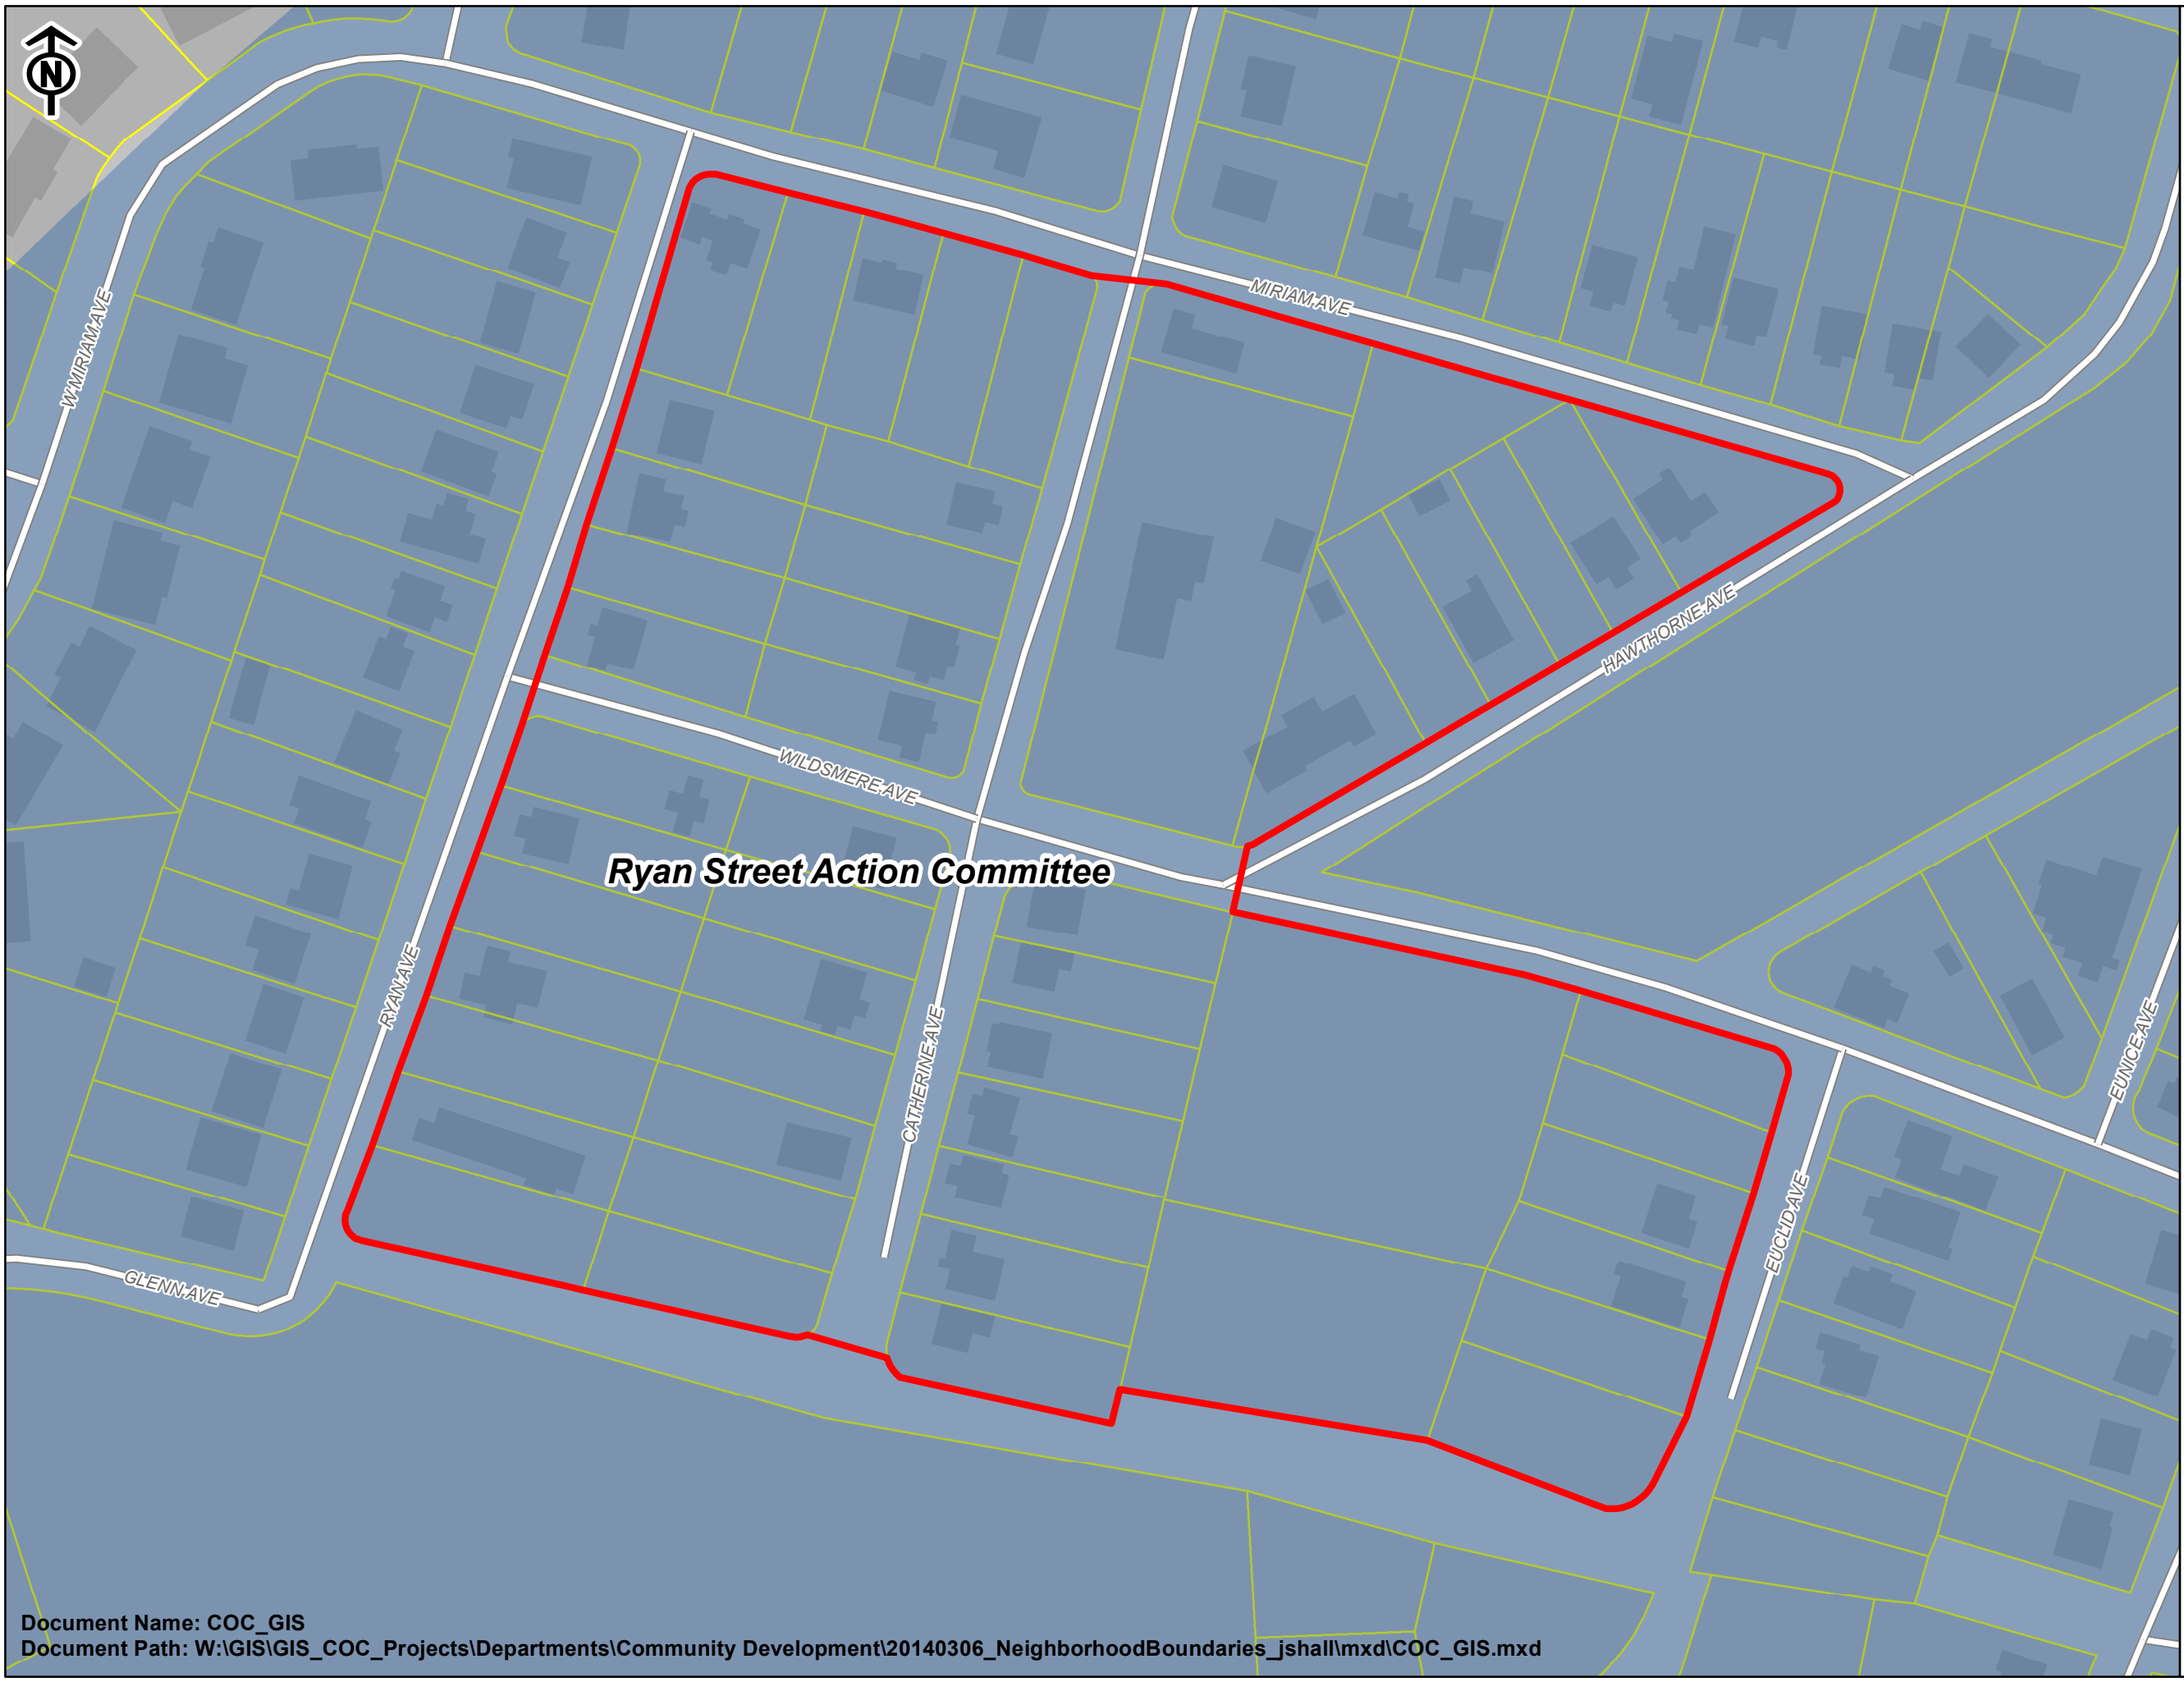 N
MIRIAM AVE
W MIRIAM AVE
HAWTHORNE AVE
WILDSMERE AVE
Ryan Street Action Committee
RYAN AVE
CATHERINE AVE
EUNICE AVE
EUCLID AVE
GLENN AVE
Document Name: COC_GIS
Document Path: W:\GIS\GIS_COC_Projects\Departments\Community Development\20140306_NeighborhoodBoundaries_jshall\mxd\COC_GIS.mxd